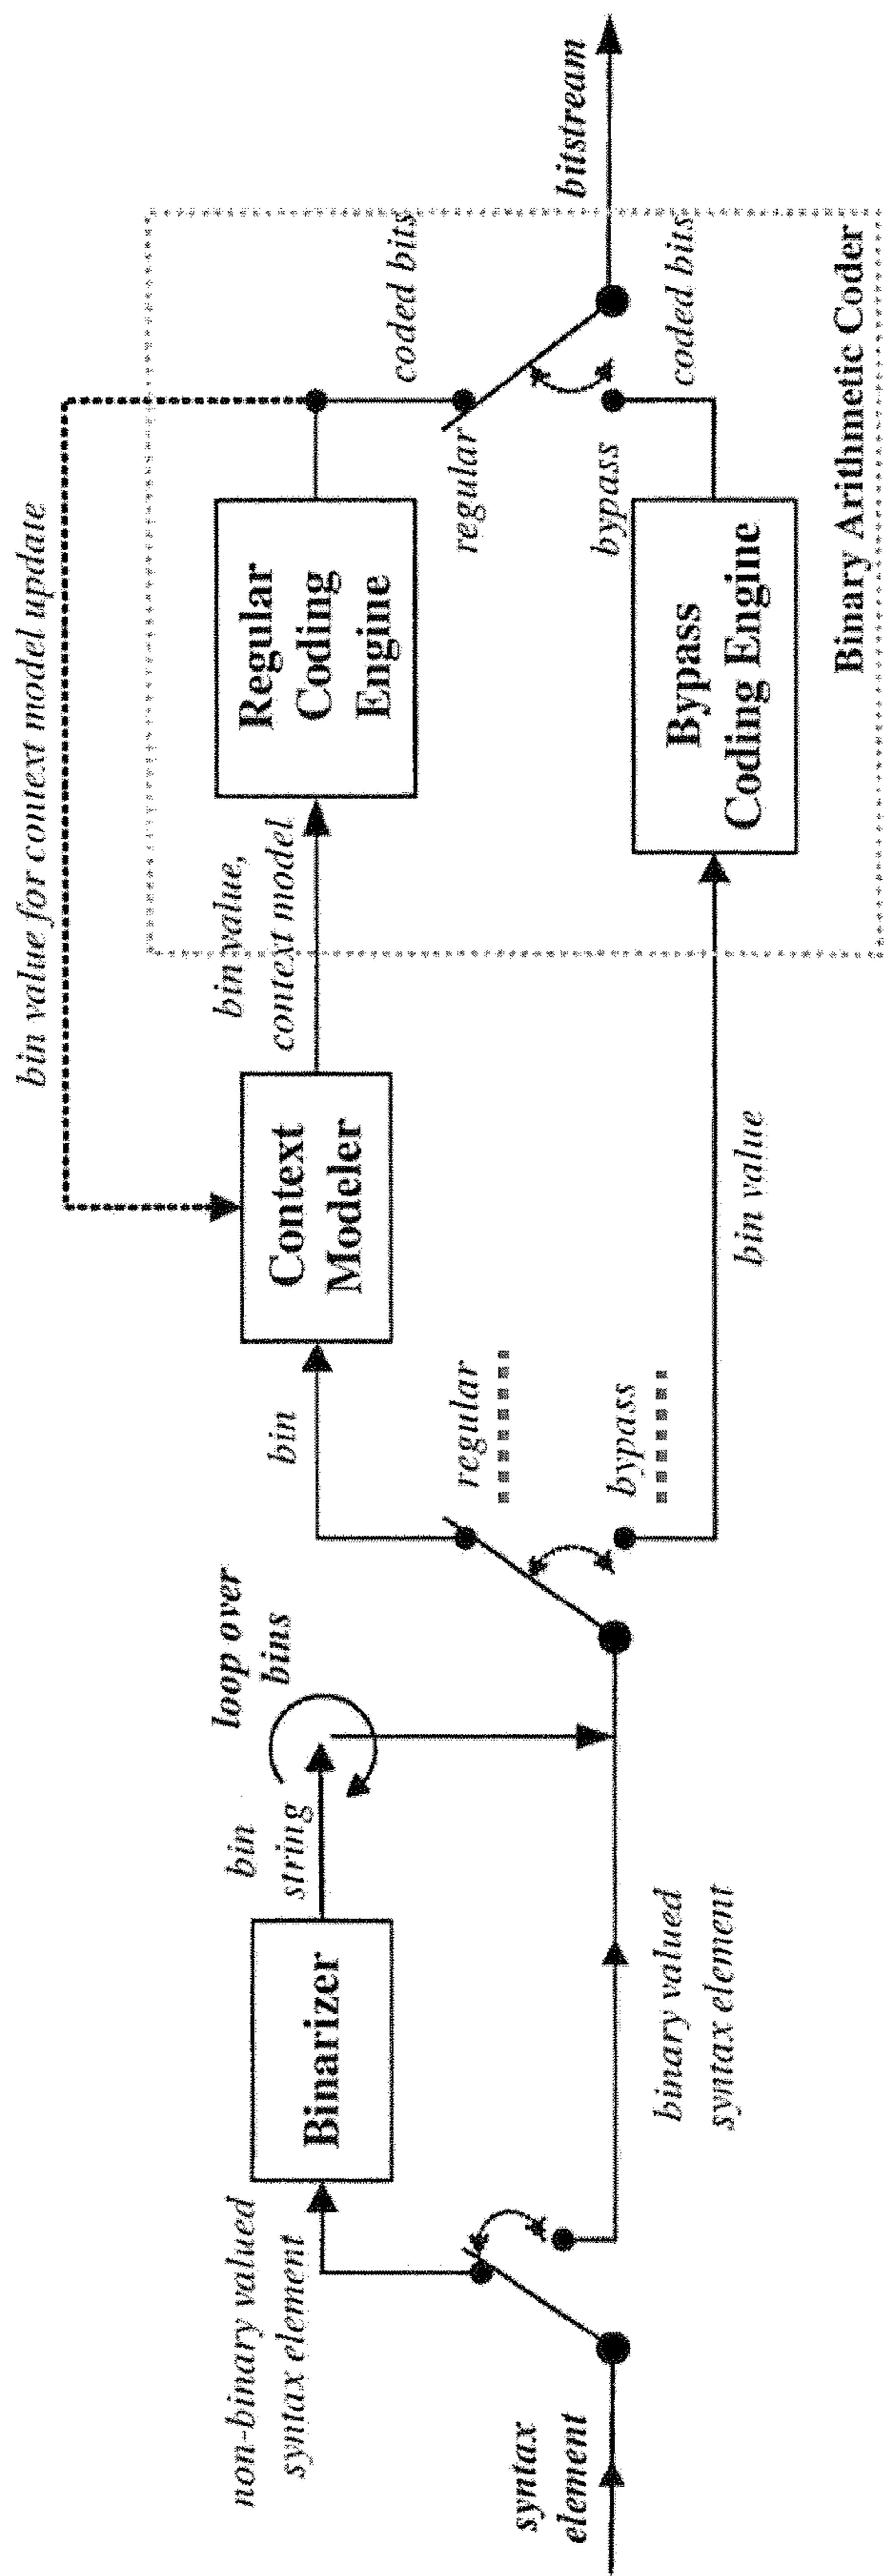 syntax
element
non-binary valued
syntax element
Binarizer
bin
string
loop over
bins
binary valued
syntax element
regular
bypass
bin
Context
Modeler
bin value for context model update
bin value,
context model
bin value
Regular
Coding
Engine
Bypass
Coding Engine
regular
bypass
coded bits
coded bits
Binary Arithmetic Coder
bitstream